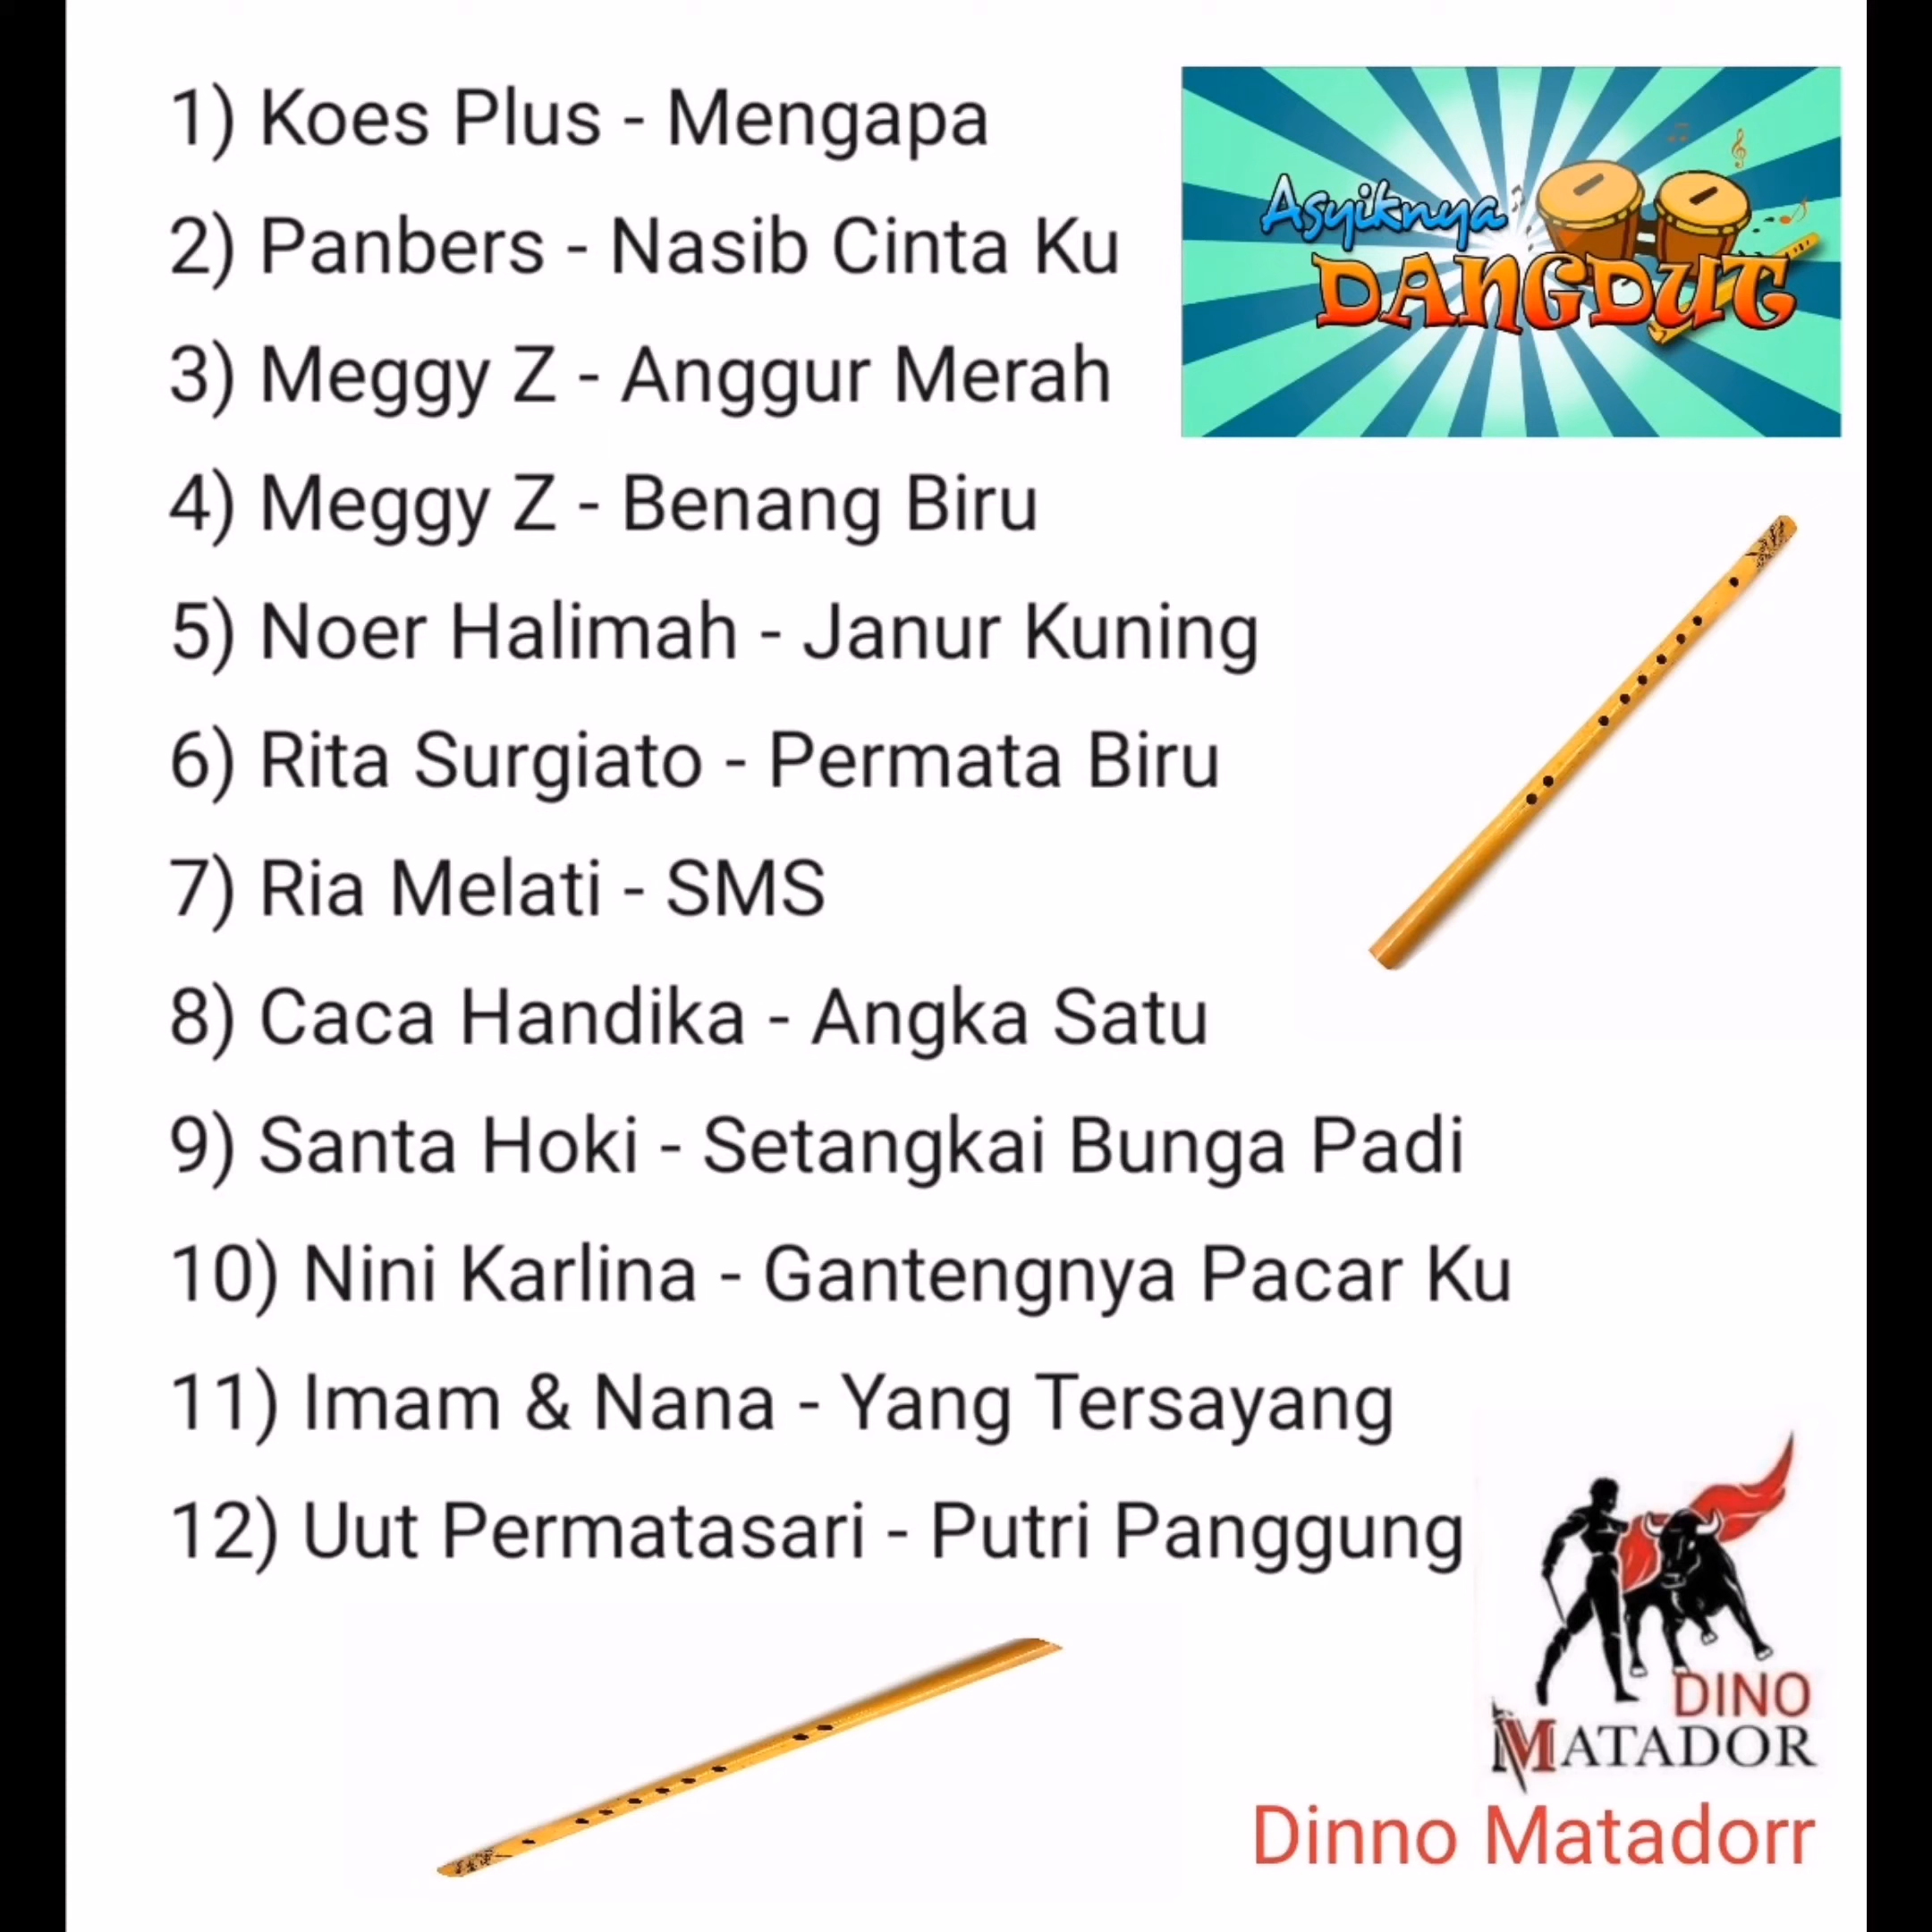 1) Koes Plus - Mengapa
2) Panbers - Nasib Cinta Ku
3) Meggy Z - Anggur Merah
4) Meggy Z - Benang Biru
5) Noer Halimah - Janur Kuning
6) Rita Surgiato - Permata Biru
7) Ria Melati - SMS
8) Caca Handika - Angka Satu
9) Santa Hoki - Setangkai Bunga Padi
10) Nini Karlina - Gantengnya Pacar Ku
11) Imam & Nana - Yang Tersayang
12) Uut Permatasari - Putri Panggung
Asyiknya
DANGDUT
DINO
MATADOR
Dinno Matadorr